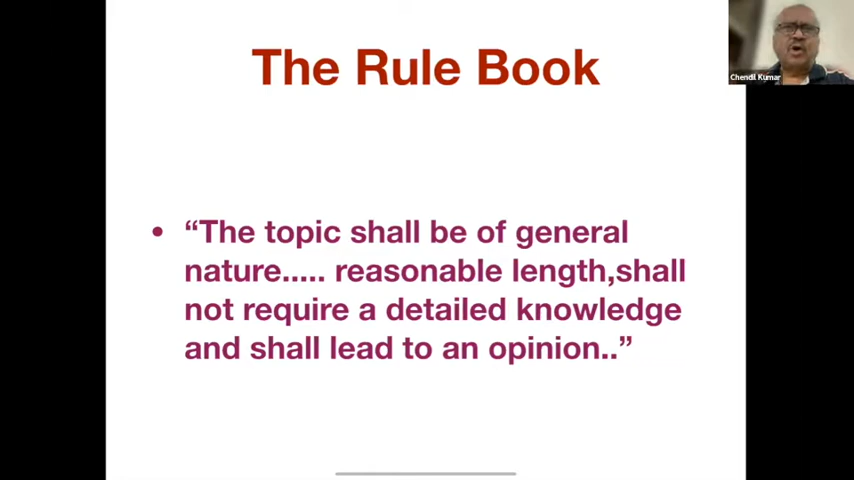 The Rule Book
Chendil Kumar
• “The topic shall be of general
nature..... reasonable length,shall
not require a detailed knowledge
and shall lead to an opinion..”